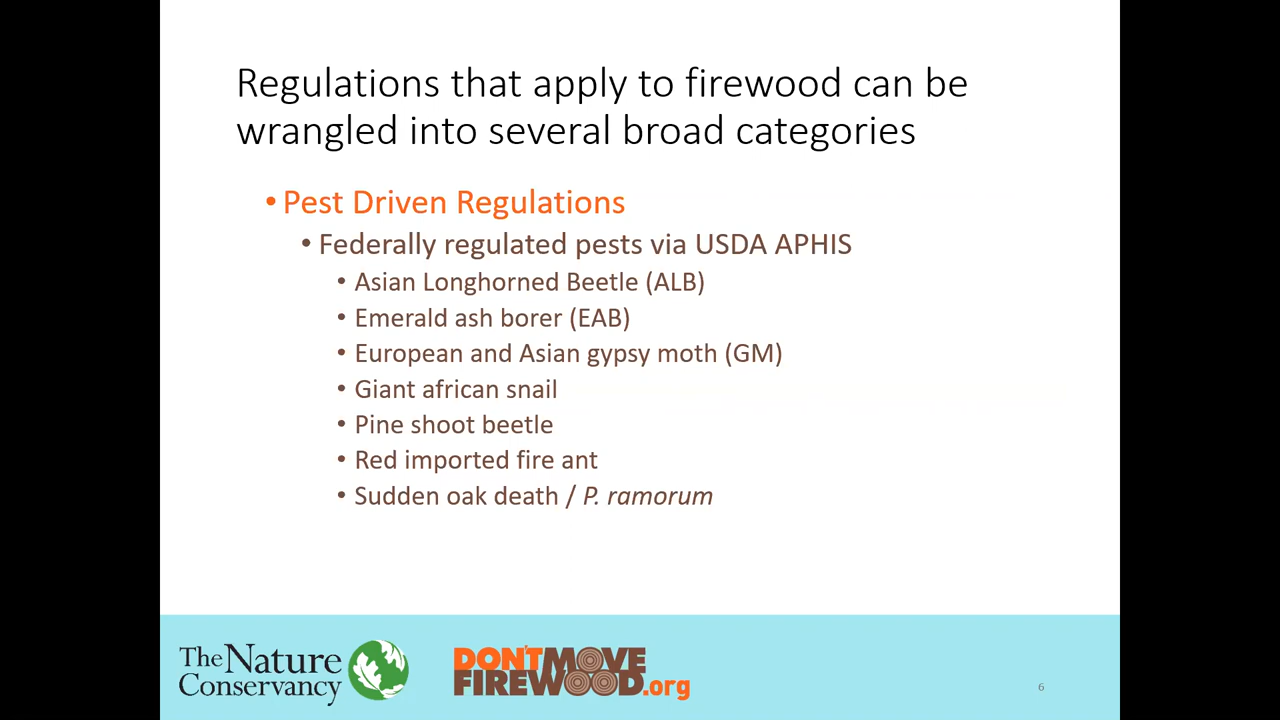 Regulations that apply to firewood can be
wrangled into several broad categories
• Pest Driven Regulations
• Federally regulated pests via USDA APHIS
• Asian Longhorned Beetle (ALB)
• Emerald ash borer (EAB)
• European and Asian gypsy moth (GM)
• Giant african snail
• Pine shoot beetle
• Red imported fire ant
• Sudden oak death / P. ramorum
The Nature
Conservancy
DON'T MOVE
FIREWOOD.org
6